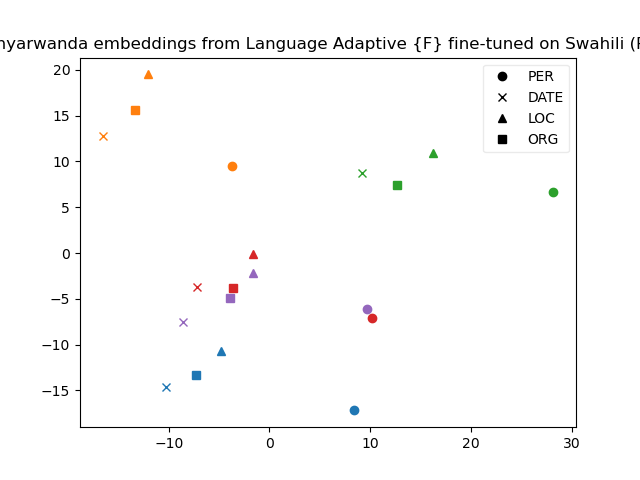 nyarwanda embeddings from Language Adaptive {F} fine-tuned on Swahili (
PER
DATE
LOC
ORG
20
15
10
5
0
−5
−10
−15
−10
0
10
20
30